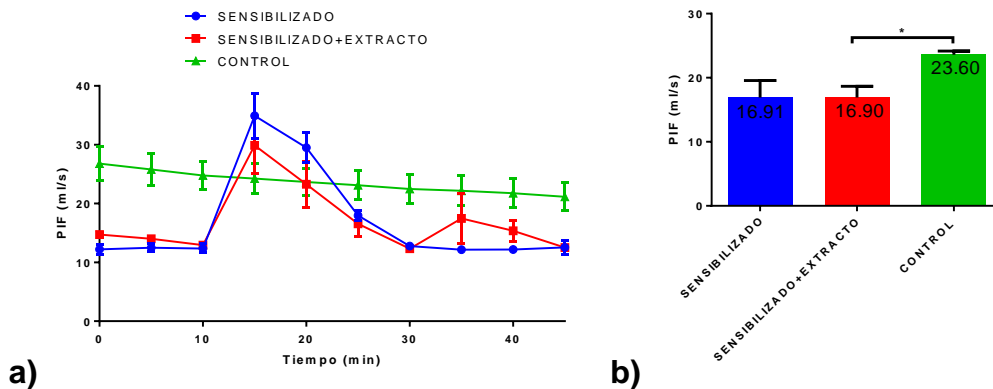 SENSIBILIZADO
SENSIBILIZADO+EXTRACTO
CONTROL
PIF (ml/s)
40
30
20
10
0
0 10 20 30 40
Tiempo (min)
a)
PIF (ml/s)
30
20
10
0
*
16.91 16.90 23.60
SENSIBILIZADO
SENSIBILIZADO+EXTRACTO
CONTROL
b)